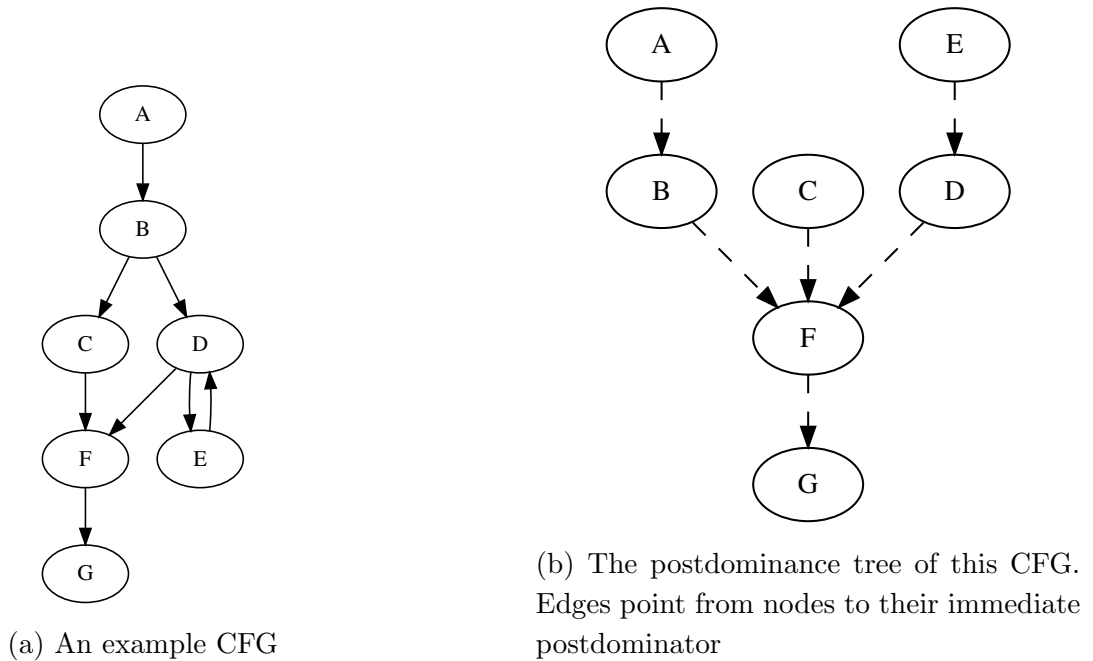 A
B
C D
F E
G
(a) An example CFG
A E
B C D
F
G
(b) The postdominance tree of this CFG.
Edges point from nodes to their immediate
postdominator